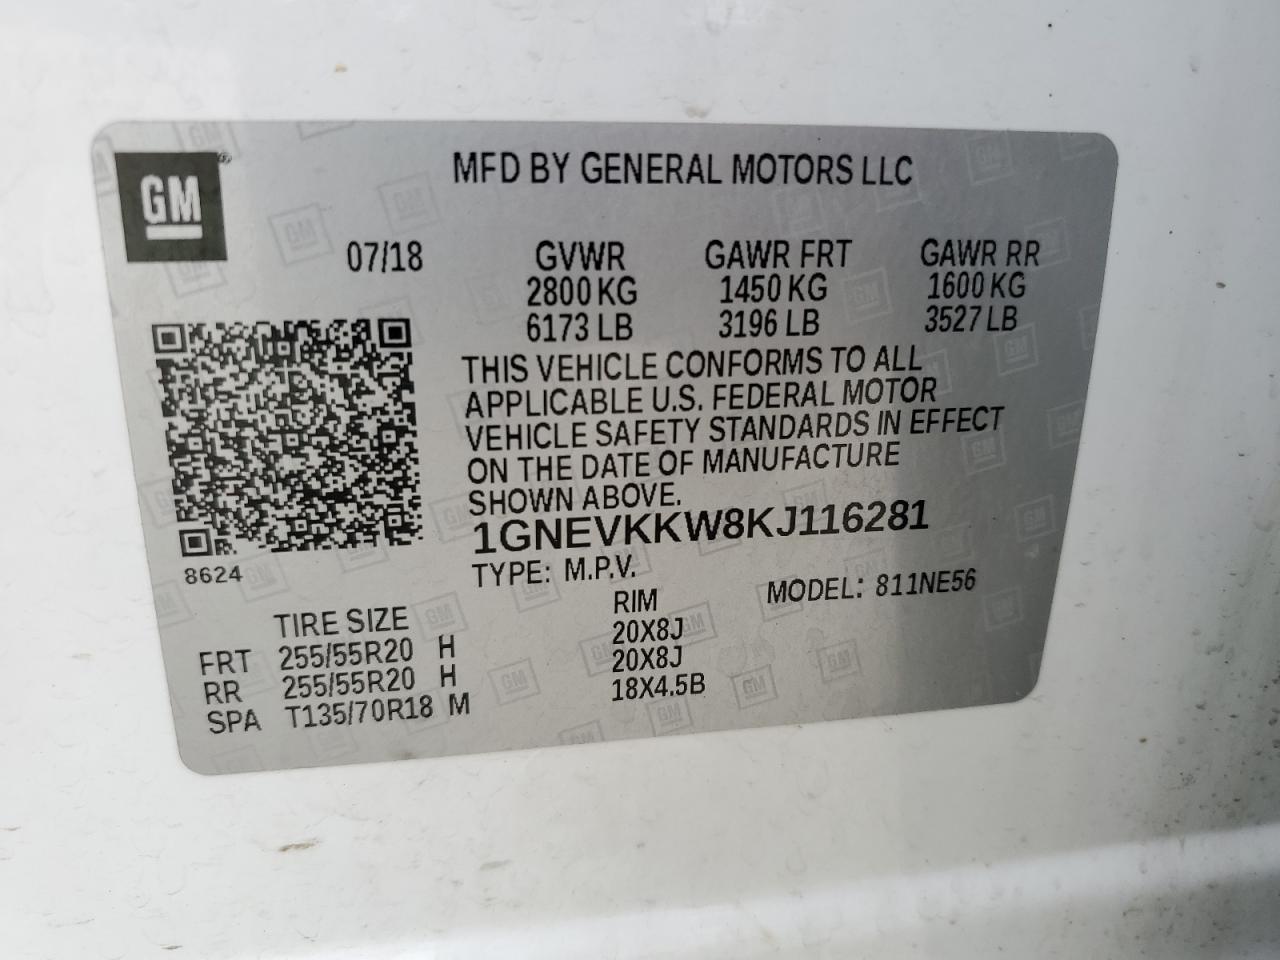 GM
MFD BY GENERAL MOTORS LLC
07/18 GVWR GAWR FRT GAWR RR
2800 KG 1450 KG 1600 KG
6173 LB 3196 LB 3527 LB
THIS VEHICLE CONFORMS TO ALL
APPLICABLE U.S. FEDERAL MOTOR
VEHICLE SAFETY STANDARDS IN EFFECT
ON THE DATE OF MANUFACTURE
SHOWN ABOVE.
1GNEVKKW8KJ116281
8624
TYPE: M.P.V. MODEL: 811NE56
TIRE SIZE RIM
FRT 255/55R20 H 20X8J
RR 255/55R20 H 20X8J
SPA T135/70R18 M 18X4.5B